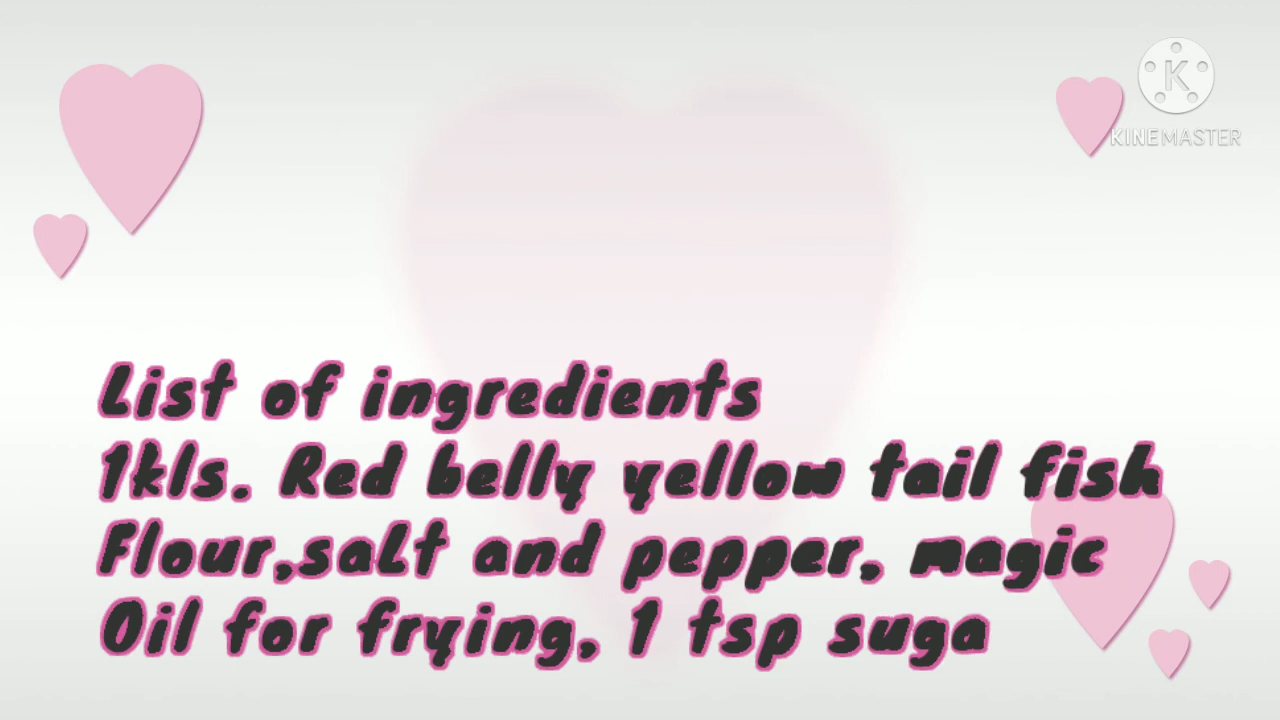 K
KINEMASTER
List of ingredients
1kls. Red belly yellow tail fish
Flour,salt and pepper, magic
Oil for frying, 1 tsp suga